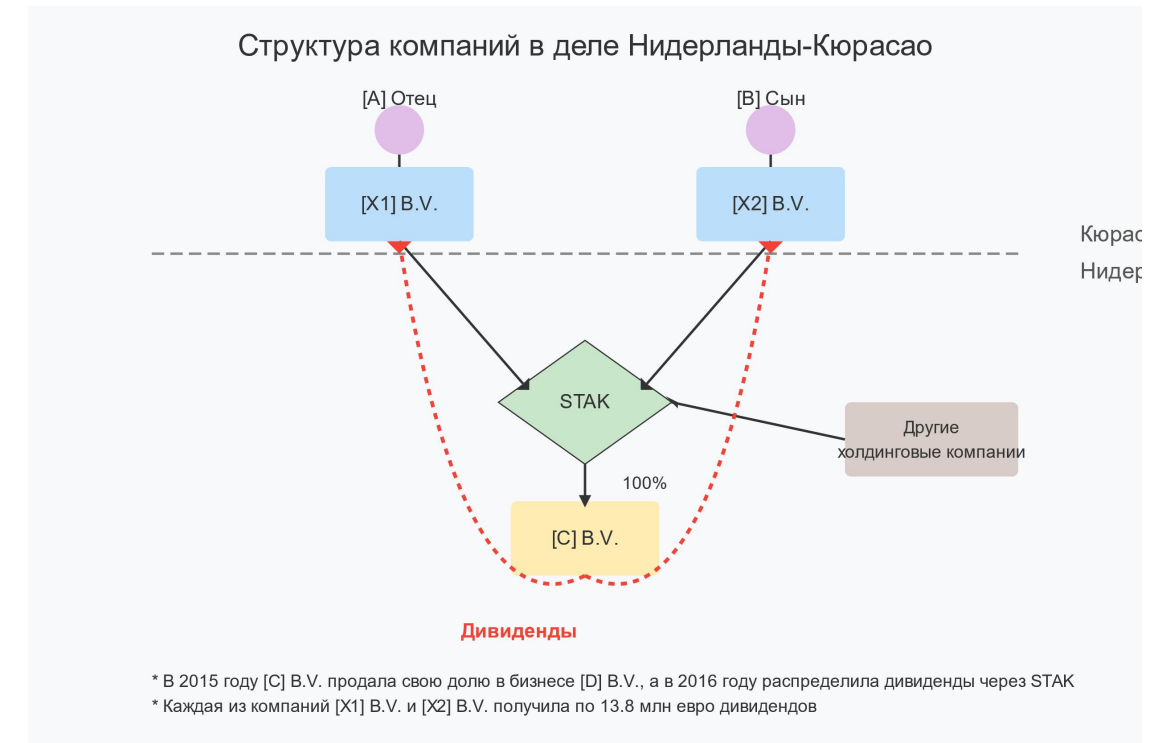 Структура компаний в деле Нидерланды-Кюрасао
[A] Отец
[B] Сын
[X1] B.V.
[X2] B.V.
Кюрас
Нидер
STAK
Другие
холдинговые компании
100%
[C] B.V.
Дивиденды
* В 2015 году [C] B.V. продала свою долю в бизнесе [D] B.V., а в 2016 году распределила дивиденды через STAK
* Каждая из компаний [X1] B.V. и [X2] B.V. получила по 13.8 млн евро дивидендов